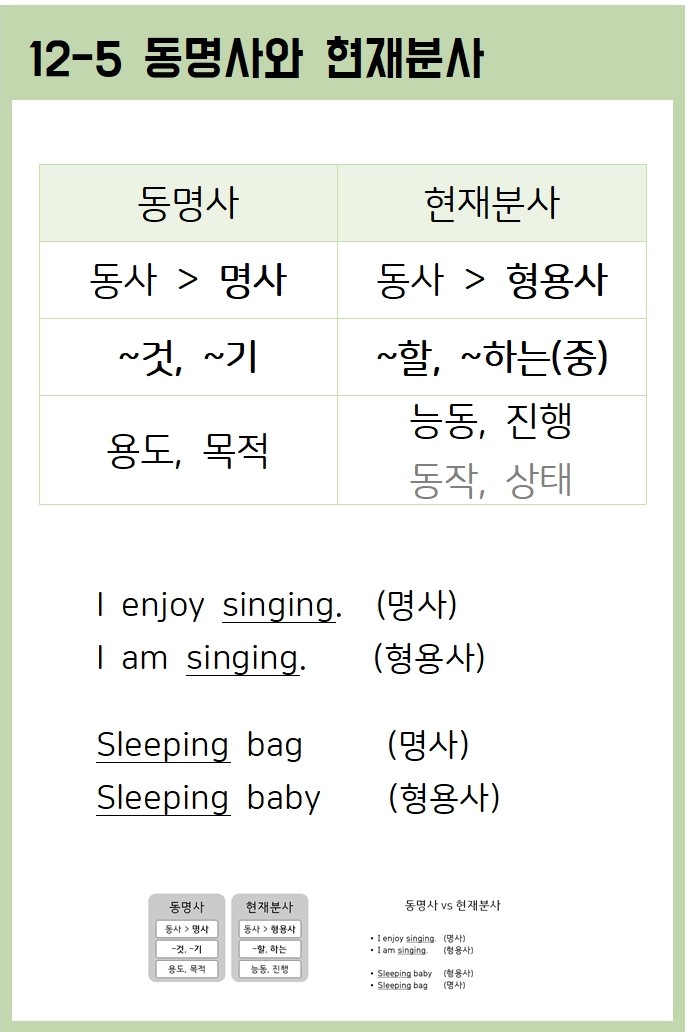 12-5 동명사와 현재분사
동명사 현재분사
동사 > 명사 동사 > 형용사
~것, ~기 ~할, ~하는(중)
용도, 목적 능동, 진행
동작, 상태
I enjoy singing. (명사)
I am singing. (형용사)
Sleeping bag (명사)
Sleeping baby (형용사)
동명사 현재분사
동사 > 명사 동사 > 형용사
~것, ~기 ~할, 하는
용도, 목적 능동, 진행
동명사 vs 현재분사
• I enjoy singing. (명사)
• I am singing. (형용사)
• Sleeping baby (형용사)
• Sleeping bag (명사)